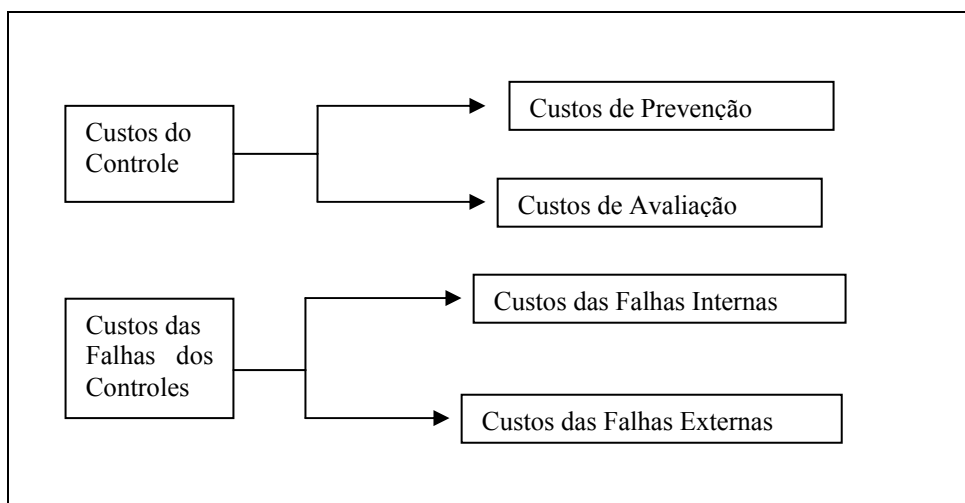 Custos de Prevenção
Custos do
Controle
Custos de Avaliação
Custos das Falhas Internas
Custos das
Falhas dos
Controles
Custos das Falhas Externas